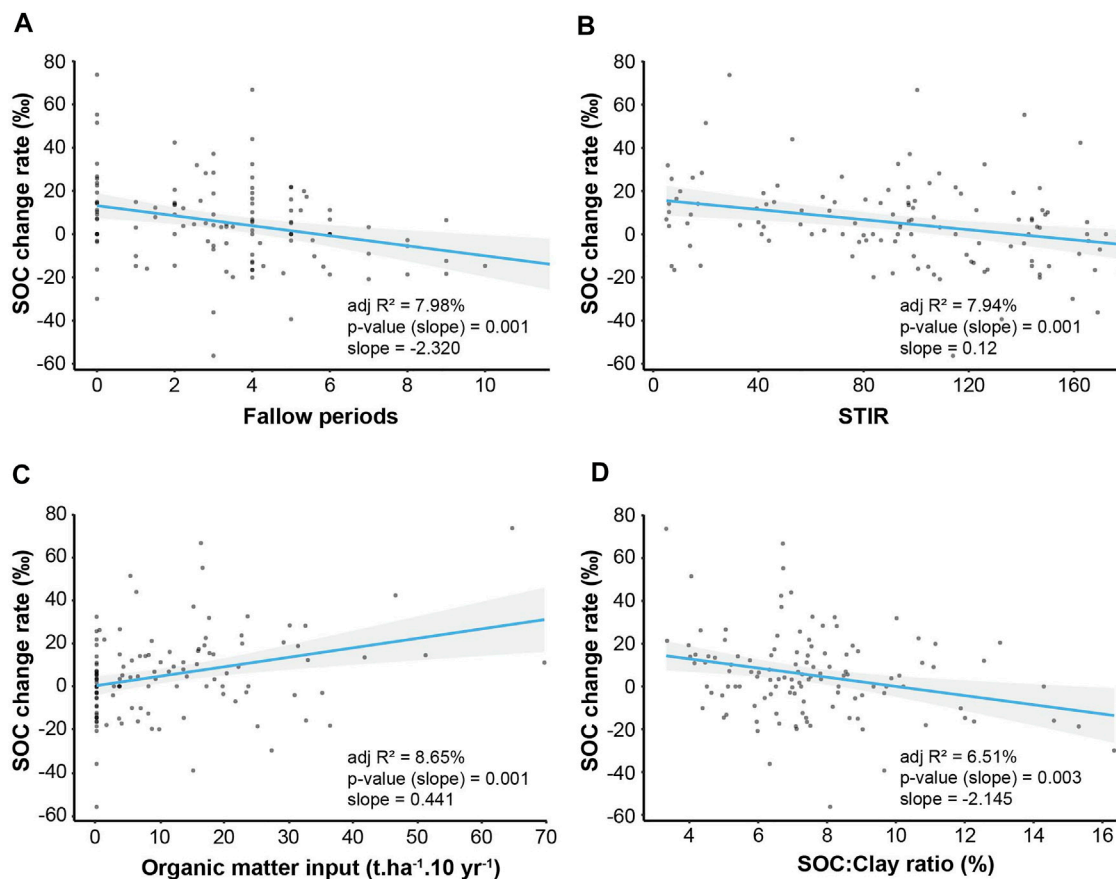 A
SOC change rate (‰)
80
60
40
20
0
-20
-40
-60
adj R² = 7.98%
p-value (slope) = 0.001
slope = -2.320
0 2 4 6 8 10
Fallow periods
B
SOC change rate (‰)
80
60
40
20
0
-20
-40
-60
adj R² = 7.94%
p-value (slope) = 0.001
slope = 0.12
0 40 80 120 160
STIR
C
SOC change rate (‰)
80
60
40
20
0
-20
-40
-60
adj R² = 8.65%
p-value (slope) = 0.001
slope = 0.441
0 10 20 30 40 50 60 70
Organic matter input (t.ha⁻¹.10 yr⁻¹)
D
SOC change rate (‰)
80
60
40
20
0
-20
-40
-60
adj R² = 6.51%
p-value (slope) = 0.003
slope = -2.145
4 6 8 10 12 14 16
SOC:Clay ratio (%)